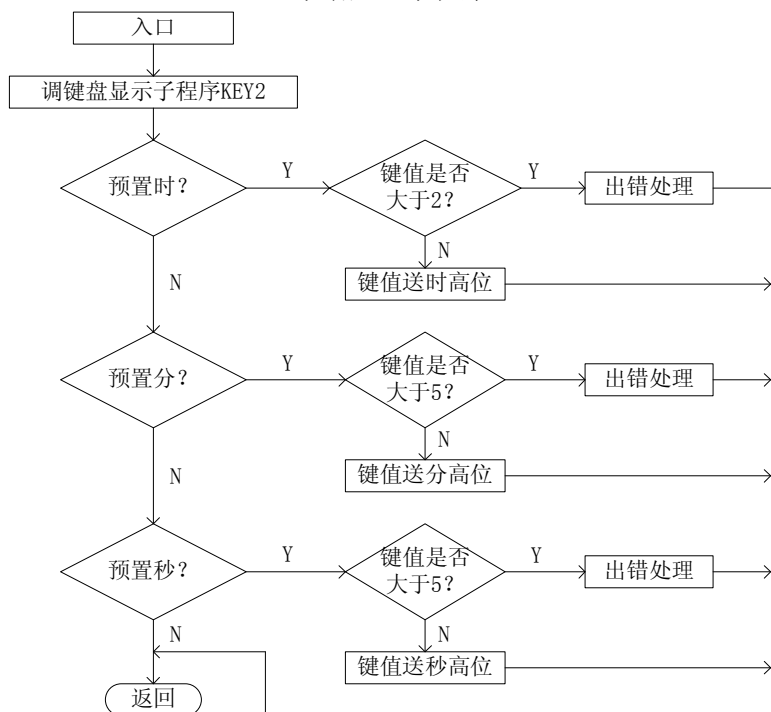 入口
调键盘显示子程序KEY2
预置时?
Y
键值是否
大于2?
Y
出错处理
N
N
键值送时高位
预置分?
Y
键值是否
大于5?
Y
出错处理
N
N
键值送分高位
预置秒?
Y
键值是否
大于5?
Y
出错处理
N
N
键值送秒高位
返回